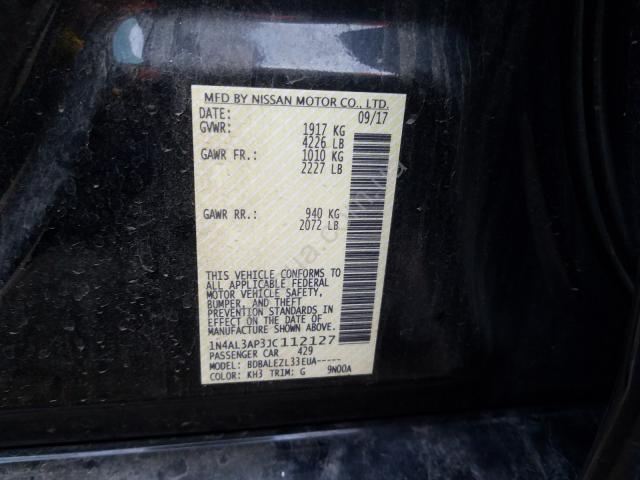 MFD BY NISSAN MOTOR CO., LTD.
DATE: 09/17
GVWR: 1917 KG
4226 LB
GAWR FR.: 1010 KG
2227 LB
GAWR RR.: 940 KG
2072 LB
THIS VEHICLE CONFORMS TO
ALL APPLICABLE FEDERAL
MOTOR VEHICLE SAFETY,
BUMPER, AND THEFT
PREVENTION STANDARDS IN
EFFECT ON THE DATE OF
MANUFACTURE SHOWN ABOVE.
1N4AL3AP3JC112127
PASSENGER CAR 429
MODEL: BDBALEZL33EUA-----
COLOR: KH3 TRIM: G 9N00A